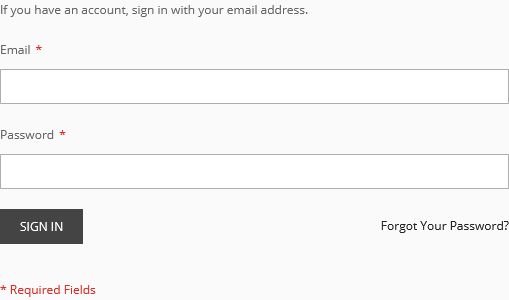 If you have an account, sign in with your email address.
Email *
Password *
SIGN IN
Forgot Your Password?
* Required Fields